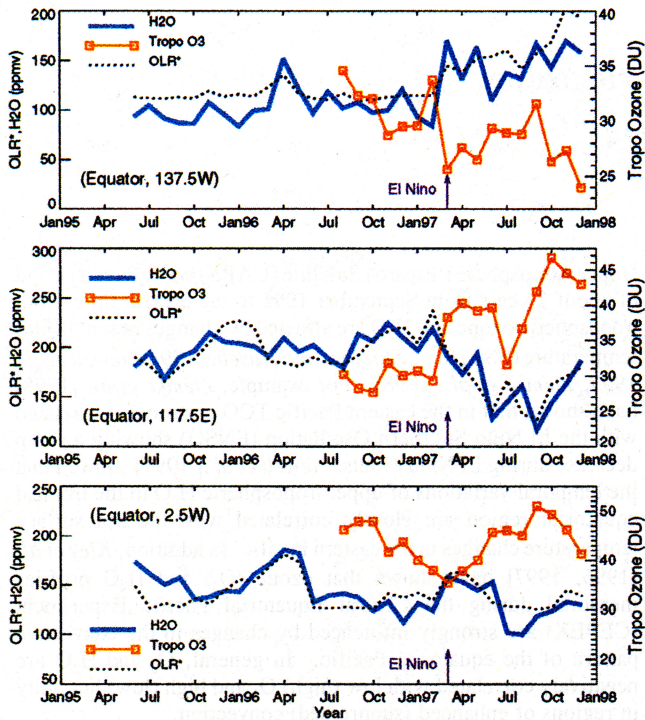 200
150
100
50
0
OLR*,H2O (ppmv)
H2O
Tropo O3
OLR*
40
35
30
25
Tropo Ozone (DU)
(Equator, 137.5W)
El Nino
Jan95 Apr Jul Oct Jan96 Apr Jul Oct Jan97 Apr Jul Oct Jan98
300
250
200
150
100
OLR*,H2O (ppmv)
H2O
Tropo O3
OLR*
45
40
35
30
25
20
Tropo Ozone (DU)
(Equator, 117.5E)
El Nino
Jan95 Apr Jul Oct Jan96 Apr Jul Oct Jan97 Apr Jul Oct Jan98
250
200
150
100
50
OLR*,H2O (ppmv)
(Equator, 2.5W)
H2O
Tropo O3
OLR*
50
40
30
20
Tropo Ozone (DU)
El Nino
Jan95 Apr Jul Oct Jan96 Apr Jul Oct Jan97 Apr Jul Oct Jan98
Year